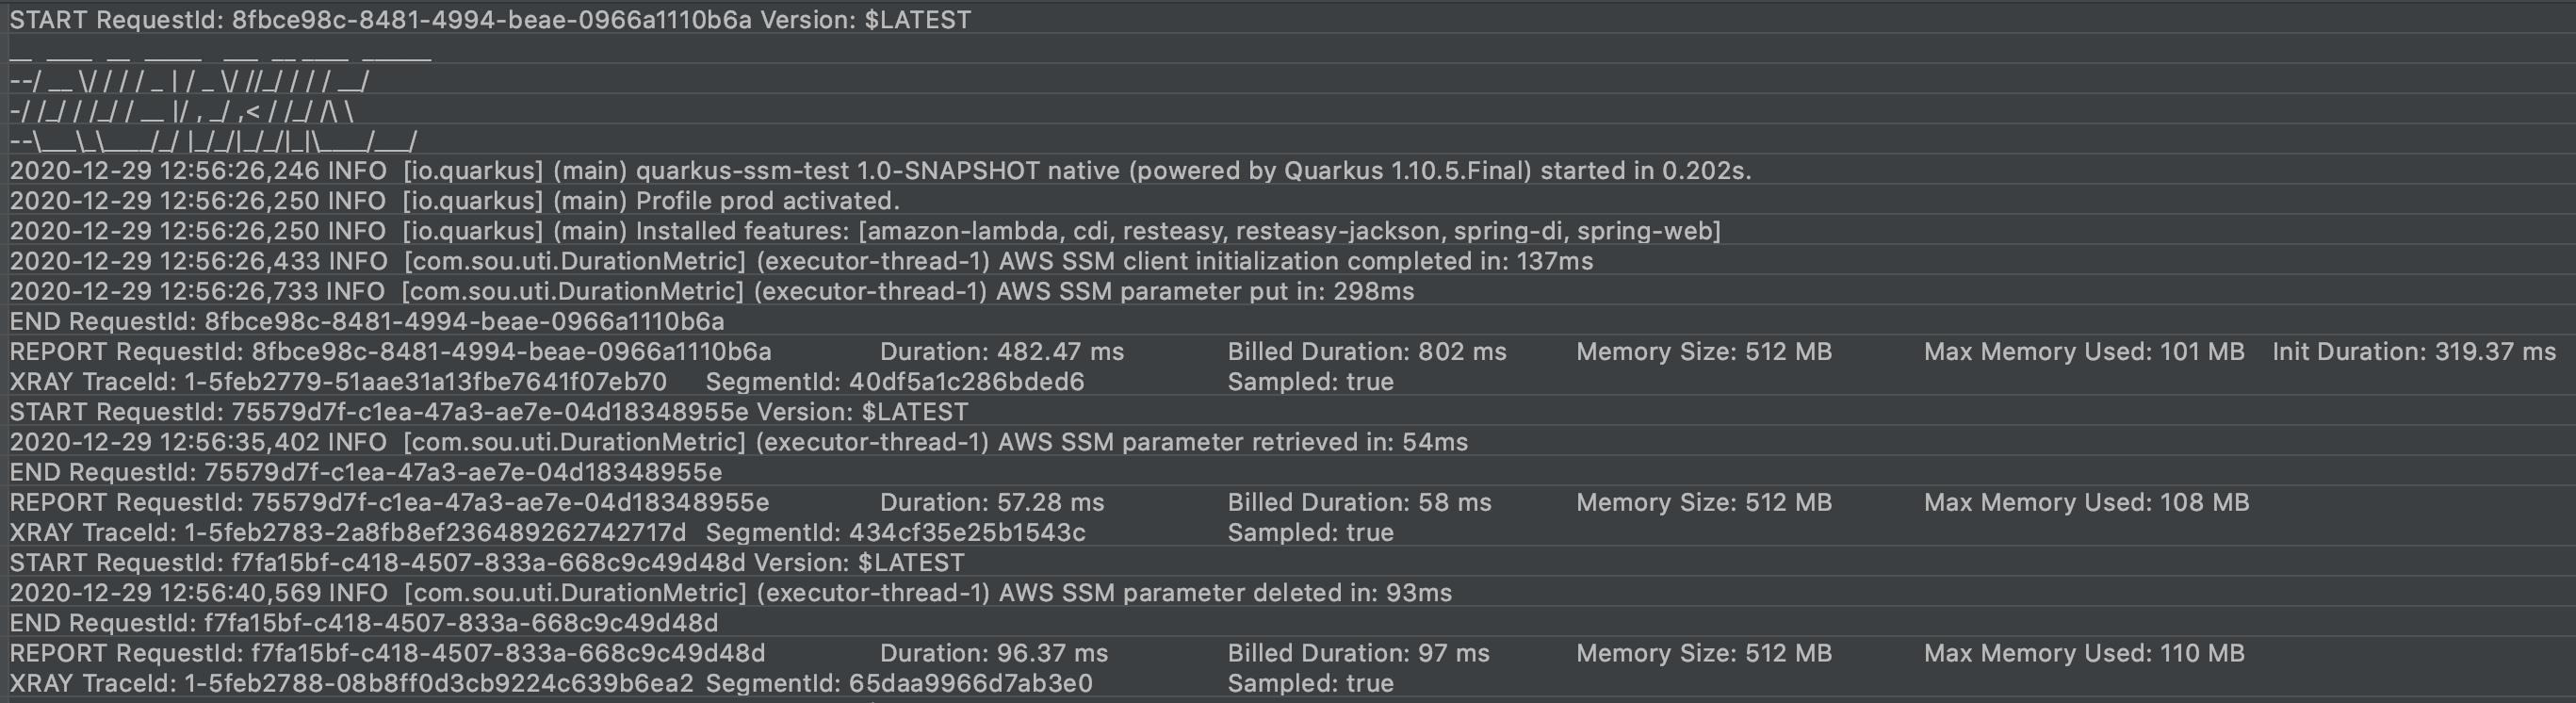 START RequestId: 8fbce98c-8481-4994-beae-0966a1110b6a Version: $LATEST
__ ____ __ _____ ___ __ ____ ______
--/ __ \/ / / / _ | / _ \/ //_/ / / / __/
-/ /_/ / /_/ / __ |/ , _/ ,< / /_/ /\ \
--\___\_\____/_/ |_/_/|_/_/|_|\____/___/
2020-12-29 12:56:26,246 INFO [io.quarkus] (main) quarkus-ssm-test 1.0-SNAPSHOT native (powered by Quarkus 1.10.5.Final) started in 0.202s.
2020-12-29 12:56:26,250 INFO [io.quarkus] (main) Profile prod activated.
2020-12-29 12:56:26,250 INFO [io.quarkus] (main) Installed features: [amazon-lambda, cdi, resteasy, resteasy-jackson, spring-di, spring-web]
2020-12-29 12:56:26,433 INFO [com.sou.uti.DurationMetric] (executor-thread-1) AWS SSM client initialization completed in: 137ms
2020-12-29 12:56:26,733 INFO [com.sou.uti.DurationMetric] (executor-thread-1) AWS SSM parameter put in: 298ms
END RequestId: 8fbce98c-8481-4994-beae-0966a1110b6a
REPORT RequestId: 8fbce98c-8481-4994-beae-0966a1110b6a Duration: 482.47 ms Billed Duration: 802 ms Memory Size: 512 MB Max Memory Used: 101 MB Init Duration: 319.37 ms
XRAY TraceId: 1-5feb2779-51aae31a13fbe7641f07eb70 SegmentId: 40df5a1c286bded6 Sampled: true
START RequestId: 75579d7f-c1ea-47a3-ae7e-04d18348955e Version: $LATEST
2020-12-29 12:56:35,402 INFO [com.sou.uti.DurationMetric] (executor-thread-1) AWS SSM parameter retrieved in: 54ms
END RequestId: 75579d7f-c1ea-47a3-ae7e-04d18348955e
REPORT RequestId: 75579d7f-c1ea-47a3-ae7e-04d18348955e Duration: 57.28 ms Billed Duration: 58 ms Memory Size: 512 MB Max Memory Used: 108 MB
XRAY TraceId: 1-5feb2783-2a8fb8ef236489262742717d SegmentId: 434cf35e25b1543c Sampled: true
START RequestId: f7fa15bf-c418-4507-833a-668c9c49d48d Version: $LATEST
2020-12-29 12:56:40,569 INFO [com.sou.uti.DurationMetric] (executor-thread-1) AWS SSM parameter deleted in: 93ms
END RequestId: f7fa15bf-c418-4507-833a-668c9c49d48d
REPORT RequestId: f7fa15bf-c418-4507-833a-668c9c49d48d Duration: 96.37 ms Billed Duration: 97 ms Memory Size: 512 MB Max Memory Used: 110 MB
XRAY TraceId: 1-5feb2788-08b8ff0d3cb9224c639b6ea2 SegmentId: 65daa9966d7ab3e0 Sampled: true